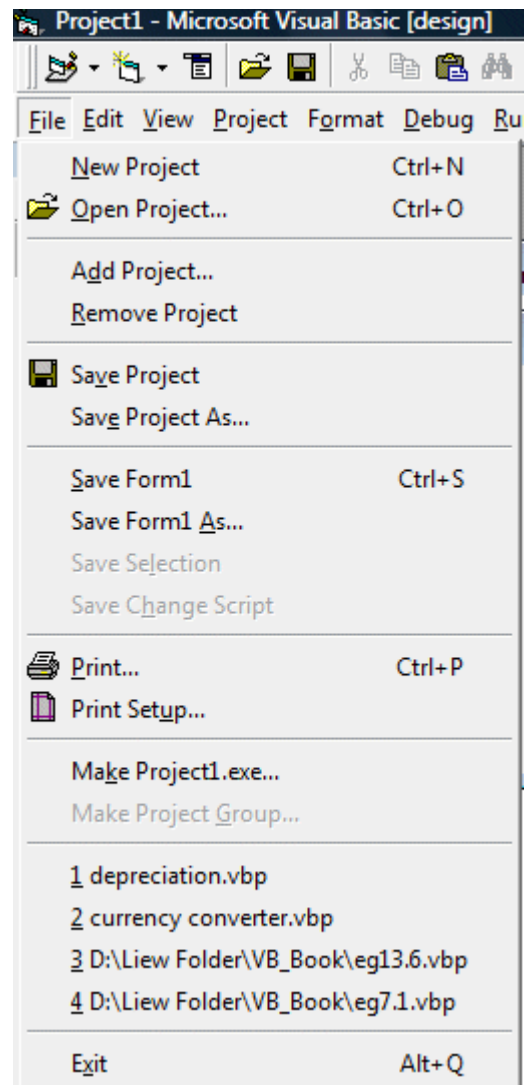 Project1 - Microsoft Visual Basic [design]
File Edit View Project Format Debug Ru
New Project Ctrl+N
Open Project... Ctrl+O
Add Project...
Remove Project
Save Project
Save Project As...
Save Form1 Ctrl+S
Save Form1 As...
Save Selection
Save Change Script
Print... Ctrl+P
Print Setup...
Make Project1.exe...
Make Project Group...
1 depreciation.vbp
2 currency converter.vbp
3 D:\Liew Folder\VB_Book\eg13.6.vbp
4 D:\Liew Folder\VB_Book\eg7.1.vbp
Exit Alt+Q